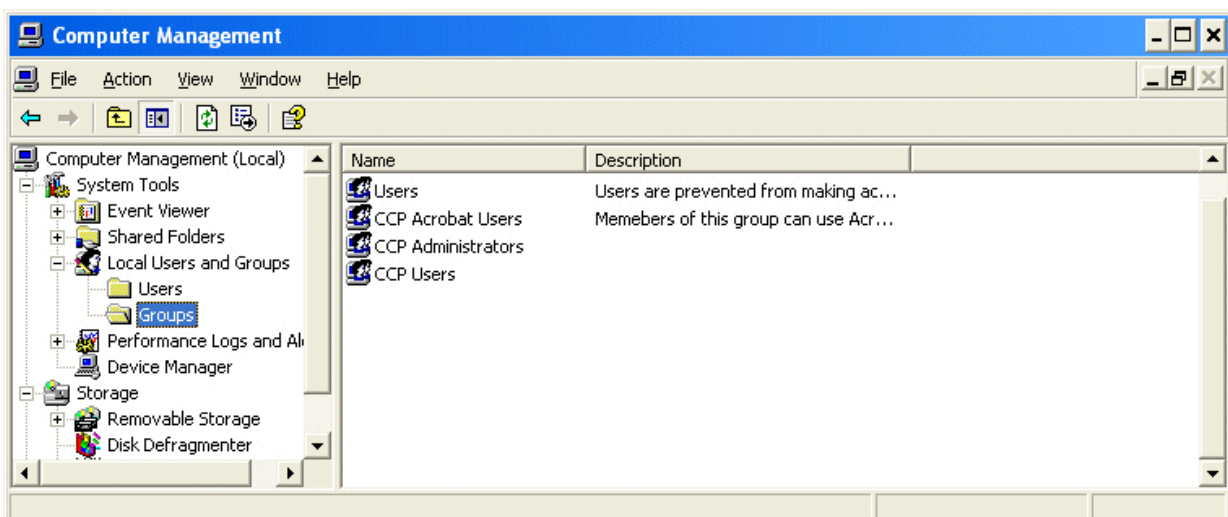 Computer Management
File Action View Window Help
Computer Management (Local)
System Tools
Event Viewer
Shared Folders
Local Users and Groups
Users
Groups
Performance Logs and Al
Device Manager
Storage
Removable Storage
Disk Defragmenter
Name Description
Users Users are prevented from making ac...
CCP Acrobat Users Memebers of this group can use Acr...
CCP Administrators
CCP Users